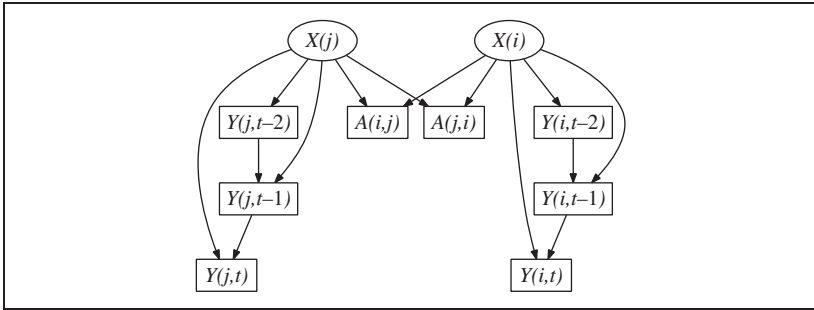 X(j) X(i)
Y(j,t–2) A(i,j) A(j,i) Y(i,t–2)
Y(j,t–1) Y(i,t–1)
Y(j,t) Y(i,t)